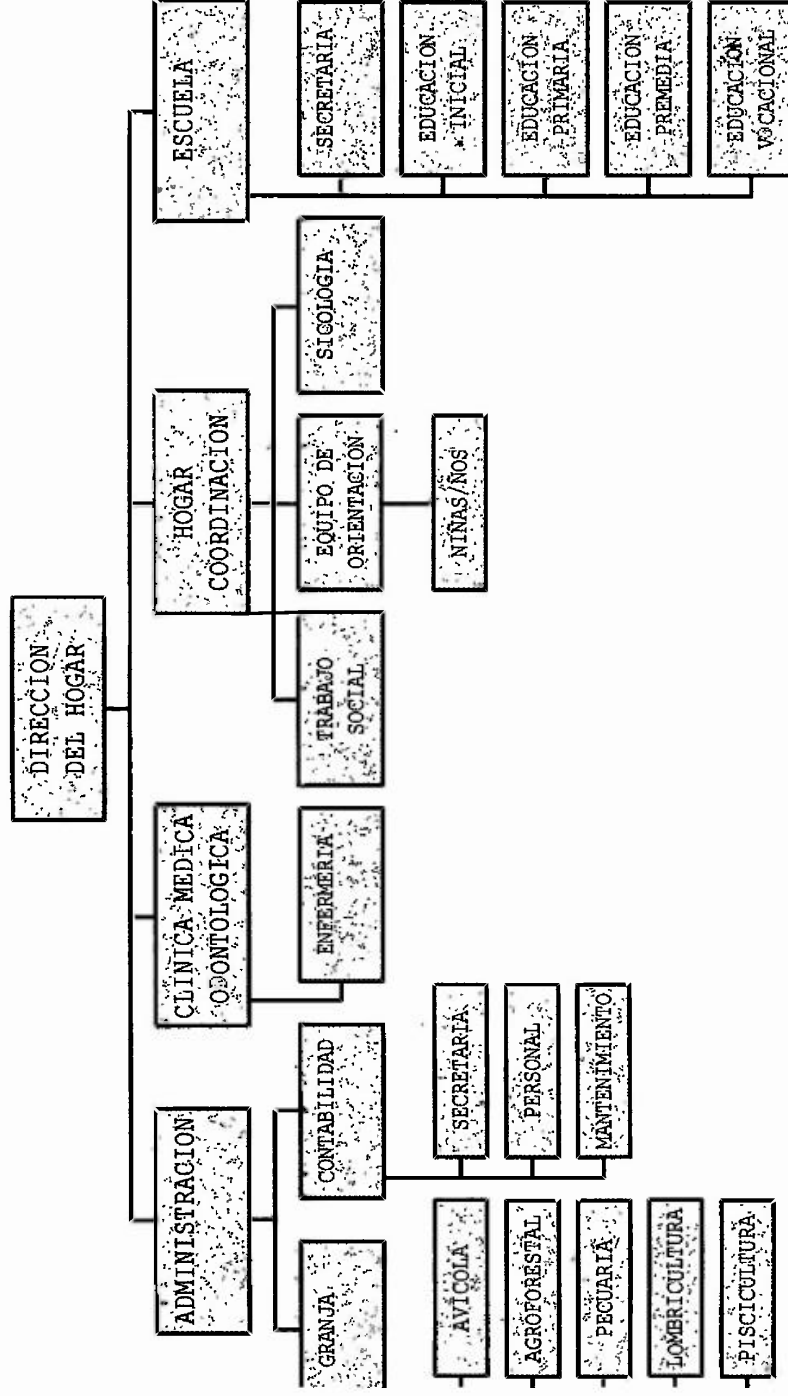 DIRECCION
DEL HOGAR
ADMINISTRACION
CLINICA MEDICA
ODONTOLOGICA
HOGAR
COORDINACION
ESCUELA
GRANJA
CONTABILIDAD
ENFERMERIA
TRABAJO
SOCIAL
EQUIPO DE
ORIENTACION
SICOLOGIA
SECRETARIA
EDUCACION
INICIAL
EDUCACION
PRIMARIA
EDUCACION
PREMEDIA
EDUCACION
VOCACIONAL
AVICOLA
AGROFORESTAL
PECUARIA
LOMBRICULTURA
PISCICULTURA
SECRETARIA
PERSONAL
MANTENIMIENTO
NIÑAS/ÑOS